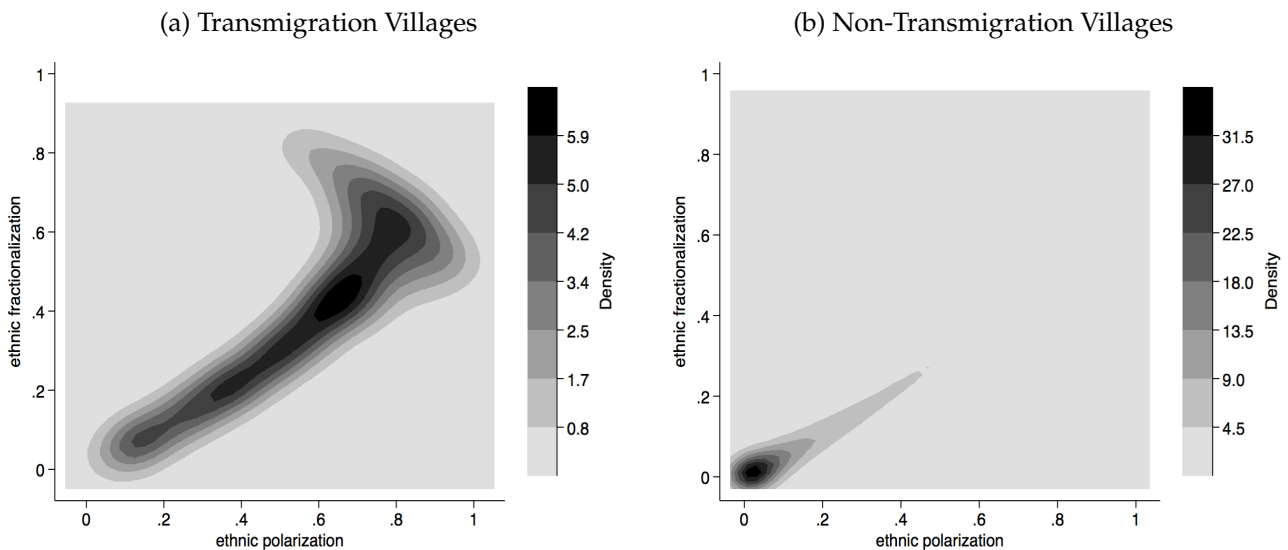 (a) Transmigration Villages
1
.8
.6
.4
.2
0
ethnic fractionalization
0 .2 .4 .6 .8 1
ethnic polarization
5.9
5.0
4.2
3.4
2.5
1.7
0.8
Density
(b) Non-Transmigration Villages
1
.8
.6
.4
.2
0
ethnic fractionalization
0 .2 .4 .6 .8 1
ethnic polarization
31.5
27.0
22.5
18.0
13.5
9.0
4.5
Density